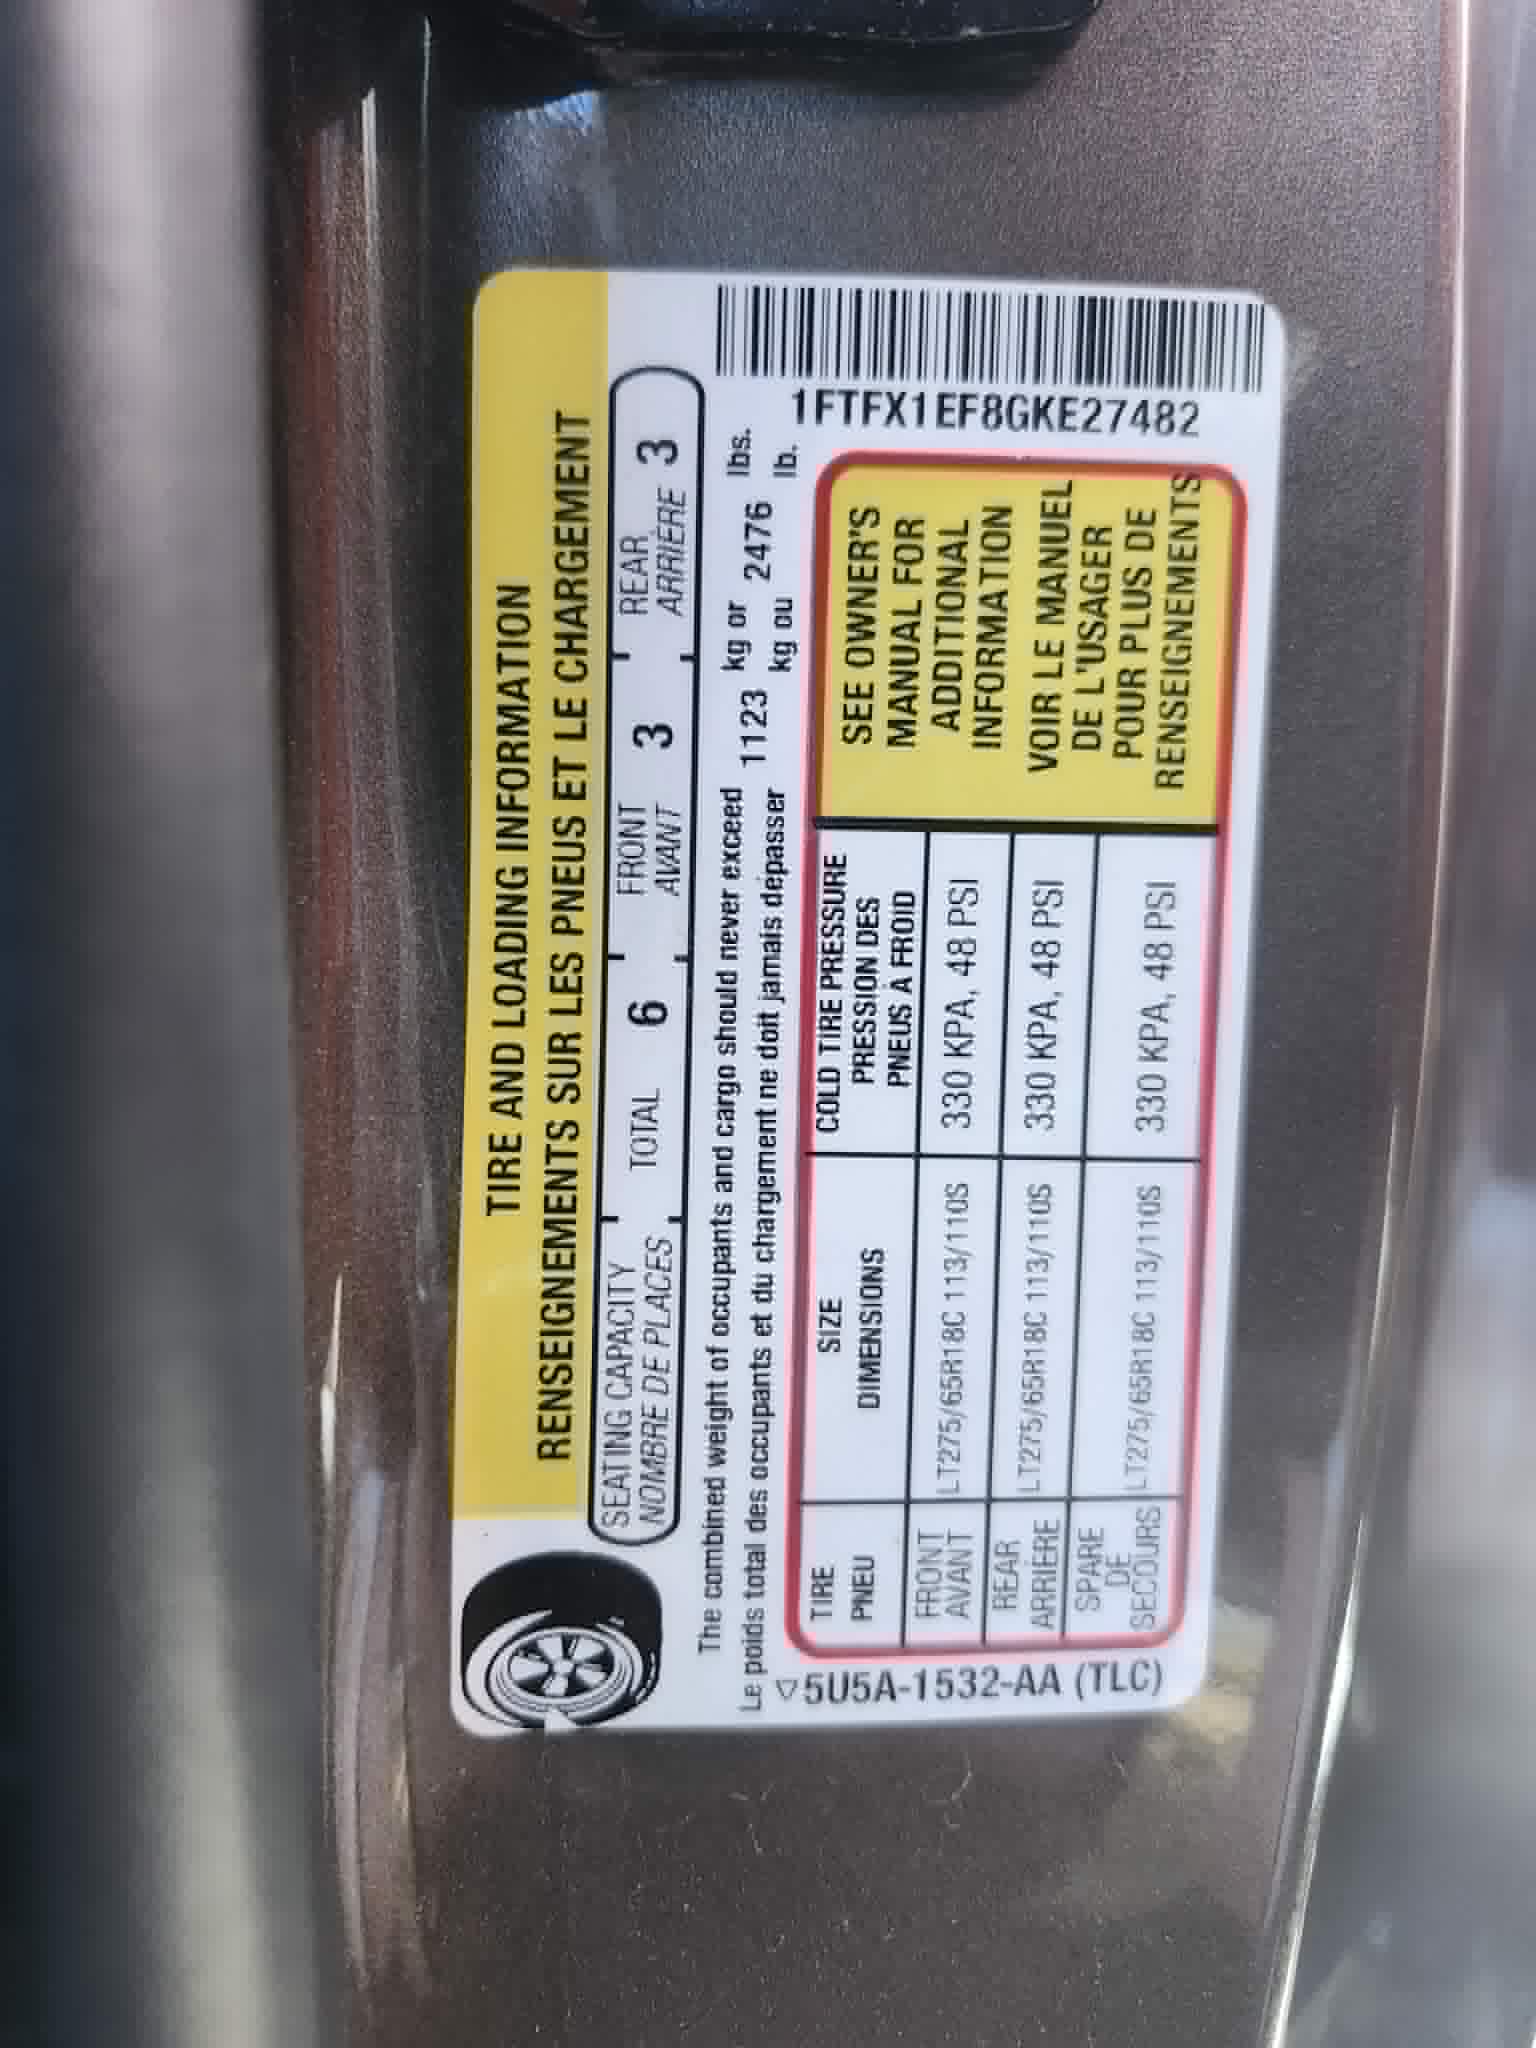 TIRE AND LOADING INFORMATION
RENSEIGNEMENTS SUR LES PNEUS ET LE CHARGEMENT
SEATING CAPACITY TOTAL 6 FRONT 3 REAR 3
NOMBRE DE PLACES AVANT ARRIÈRE
The combined weight of occupants and cargo should never exceed 1123 kg or 2476 lbs.
Le poids total des occupants et du chargement ne doit jamais dépasser kg ou lb.
TIRE SIZE COLD TIRE PRESSURE
PNEU DIMENSIONS PRESSION DES
PNEUS À FROID
FRONT
AVANT LT275/65R18C 113/110S 330 KPA, 48 PSI
REAR
ARRIÈRE LT275/65R18C 113/110S 330 KPA, 48 PSI
SPARE
DE
SECOURS LT275/65R18C 113/110S 330 KPA, 48 PSI
SEE OWNER'S
MANUAL FOR
ADDITIONAL
INFORMATION
VOIR LE MANUEL
DE L'USAGER
POUR PLUS DE
RENSEIGNEMENTS
1FTFX1EF8GKE27482
5U5A-1532-AA (TLC)